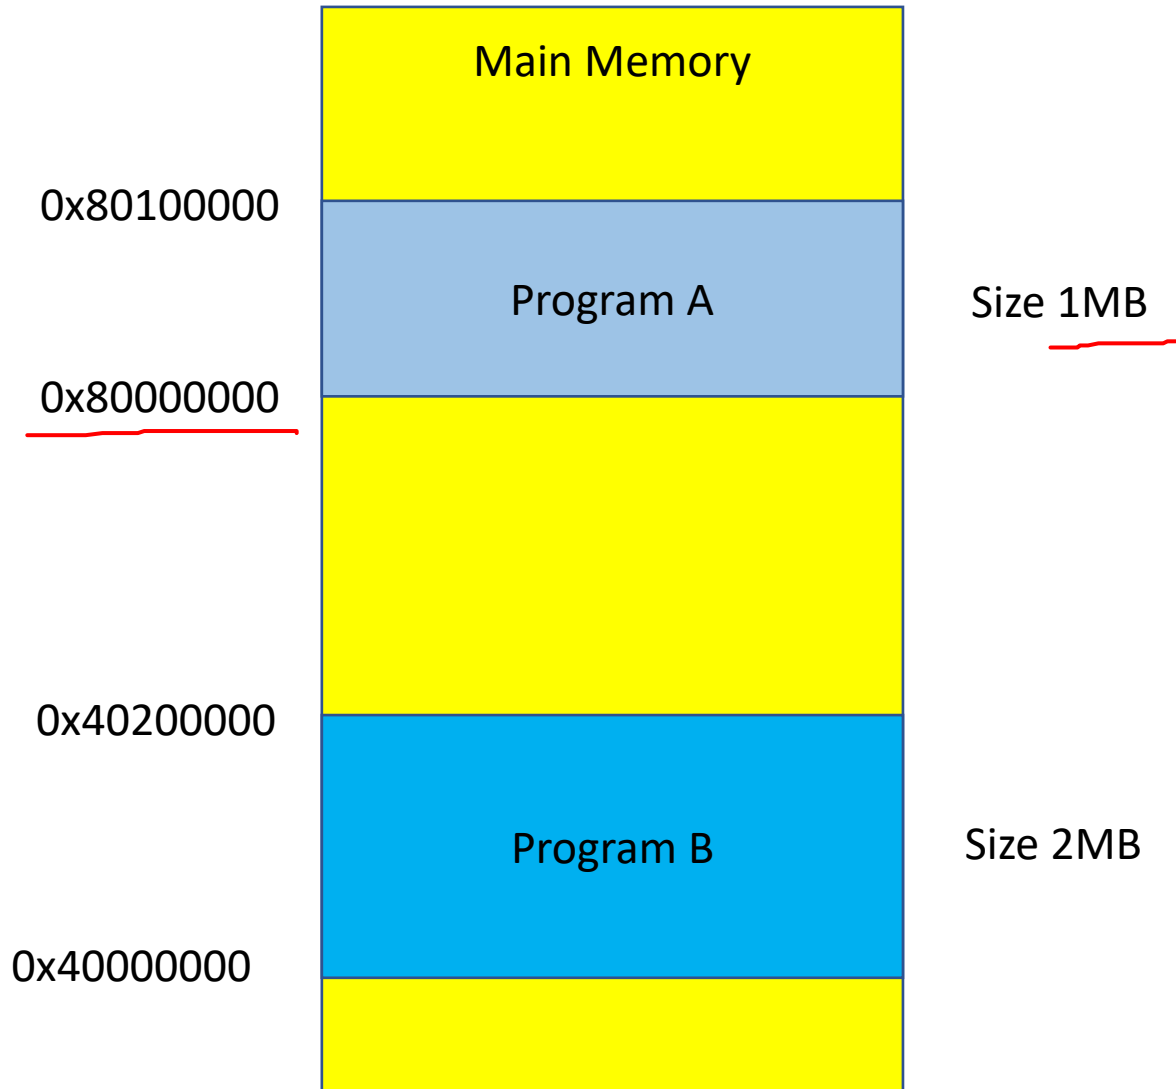 Main Memory
0x80100000
Program A
Size 1MB
0x80000000
0x40200000
Program B
Size 2MB
0x40000000